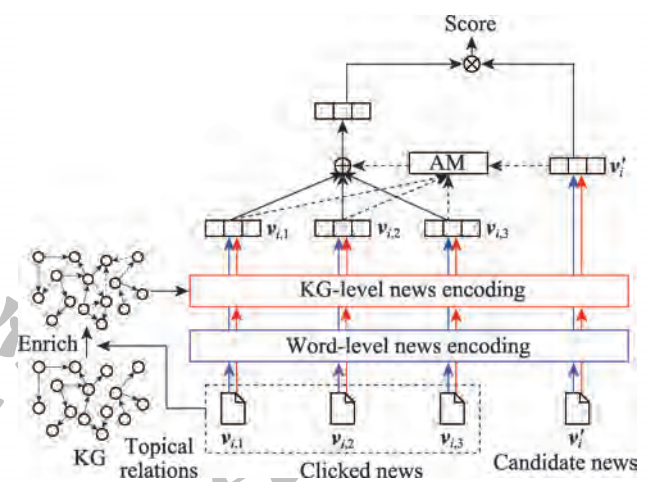 Score
AM
v′i
vi,1
vi,2
vi,3
KG-level news encoding
Enrich
Word-level news encoding
vi,1
vi,2
vi,3
v′i
KG
Topical
relations
Clicked news
Candidate news